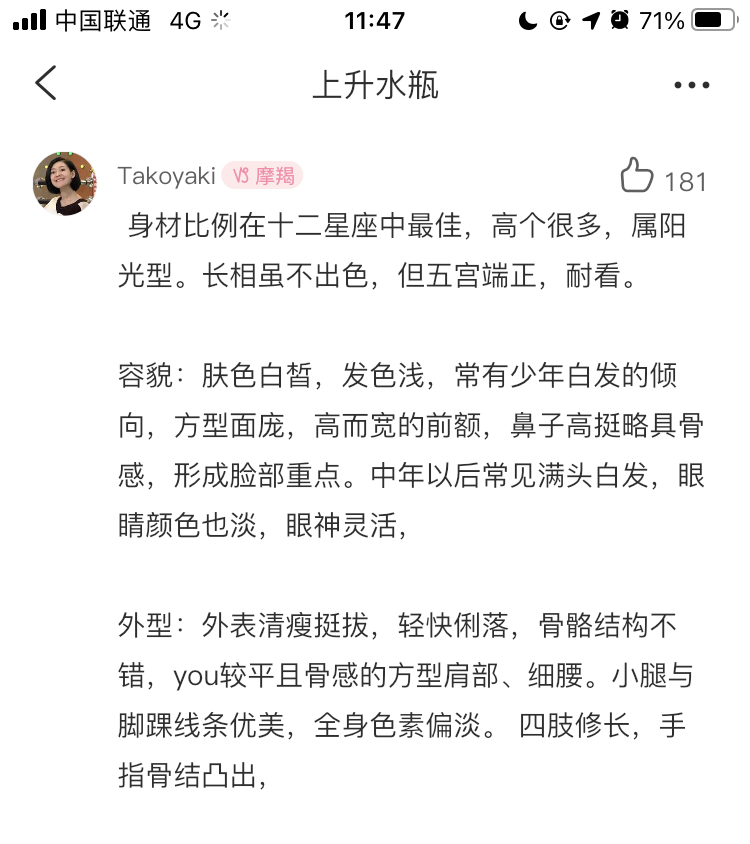 中国联通 4G 11:47 71%
上升水瓶
Takoyaki 摩羯 181
身材比例在十二星座中最佳，高个很多，属阳
光型。长相虽不出色，但五宫端正，耐看。
容貌：肤色白皙，发色浅，常有少年白发的倾
向，方型面庞，高而宽的前额，鼻子高挺略具骨
感，形成脸部重点。中年以后常见满头白发，眼
睛颜色也淡，眼神灵活，
外型：外表清瘦挺拔，轻快俐落，骨骼结构不
错，you较平且骨感的方型肩部、细腰。小腿与
脚踝线条优美，全身色素偏淡。 四肢修长，手
指骨结凸出，